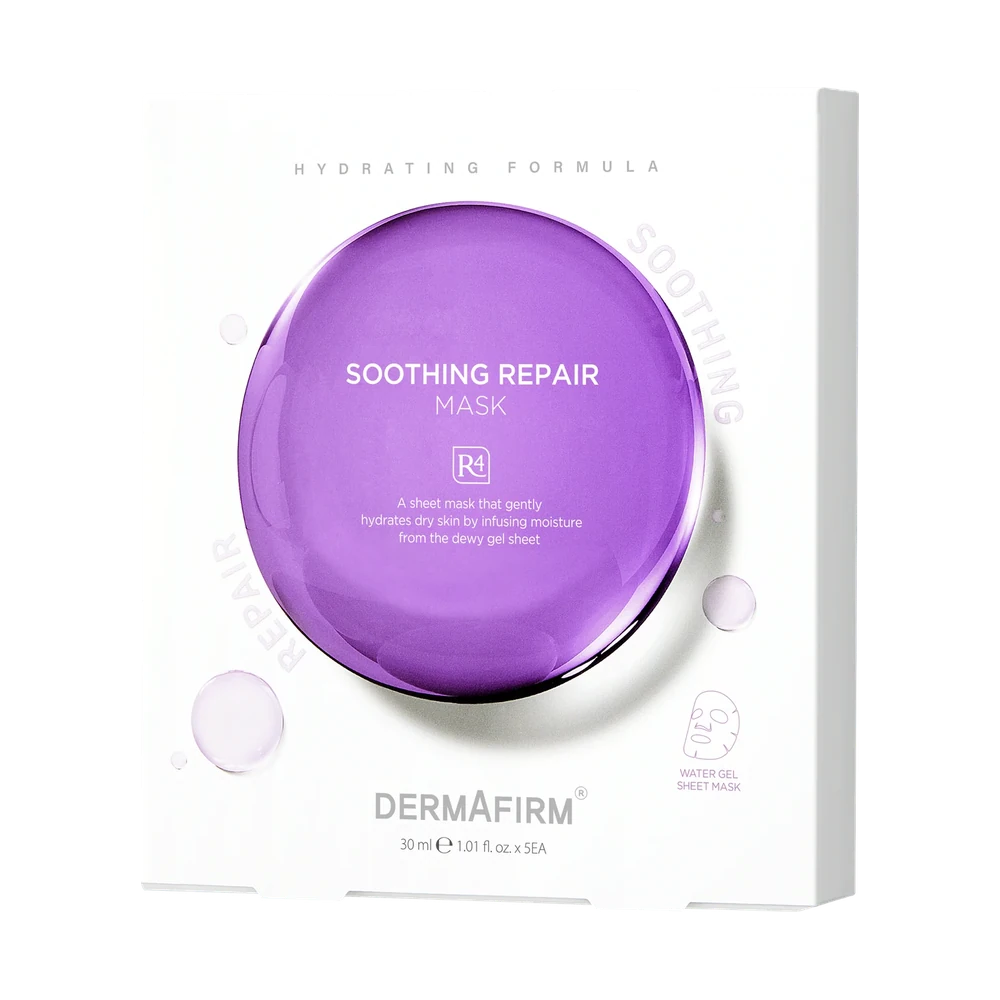 HYDRATING FORMULA
SOOTHING
SOOTHING REPAIR
MASK
R4
A sheet mask that gently
hydrates dry skin by infusing moisture
from the dewy gel sheet
REPAIR
WATER GEL
SHEET MASK
DERMAFIRM®
30 ml ℮ 1.01 fl. oz. x 5EA